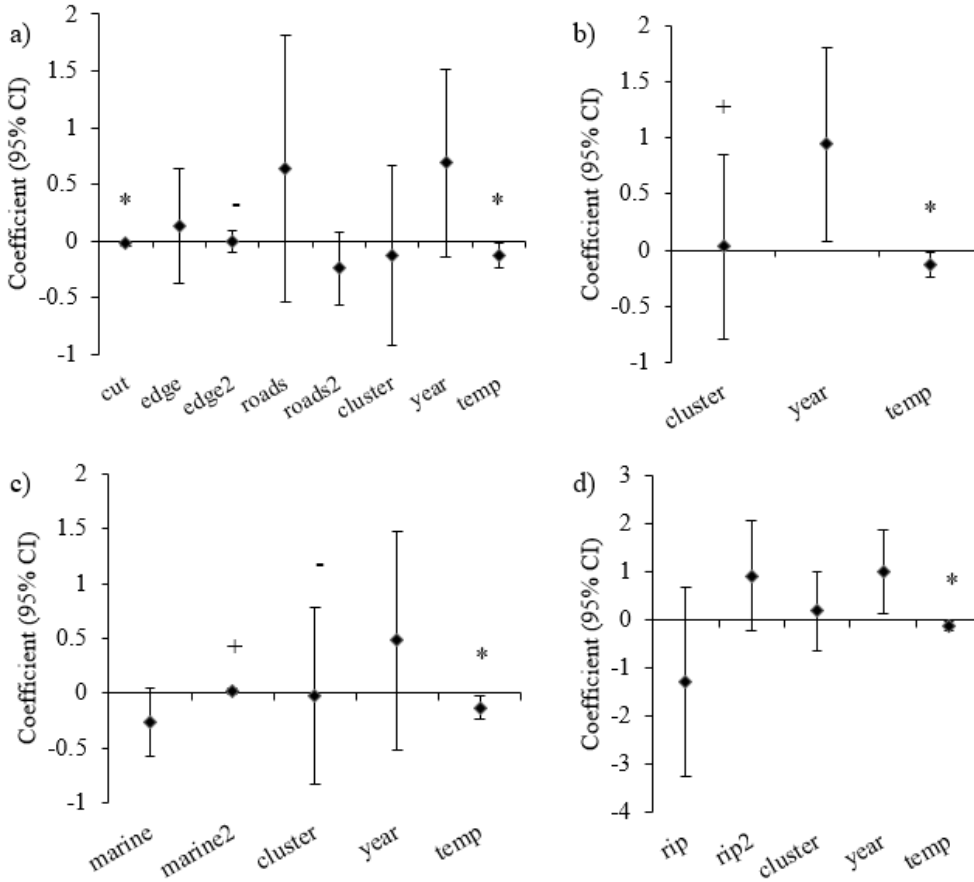 a)
Coefficient (95% CI)
2
1.5
1
0.5
0
-0.5
-1
*
-
*
cut
edge
edge2
roads
roads2
cluster
year
temp
b)
Coefficient (95% CI)
2
1.5
1
0.5
0
-0.5
-1
+
*
cluster
year
temp
c)
Coefficient (95% CI)
2
1.5
1
0.5
0
-0.5
-1
+
-
*
marine
marine2
cluster
year
temp
d)
Coefficient (95% CI)
3
2
1
0
-1
-2
-3
-4
*
rip
rip2
cluster
year
temp